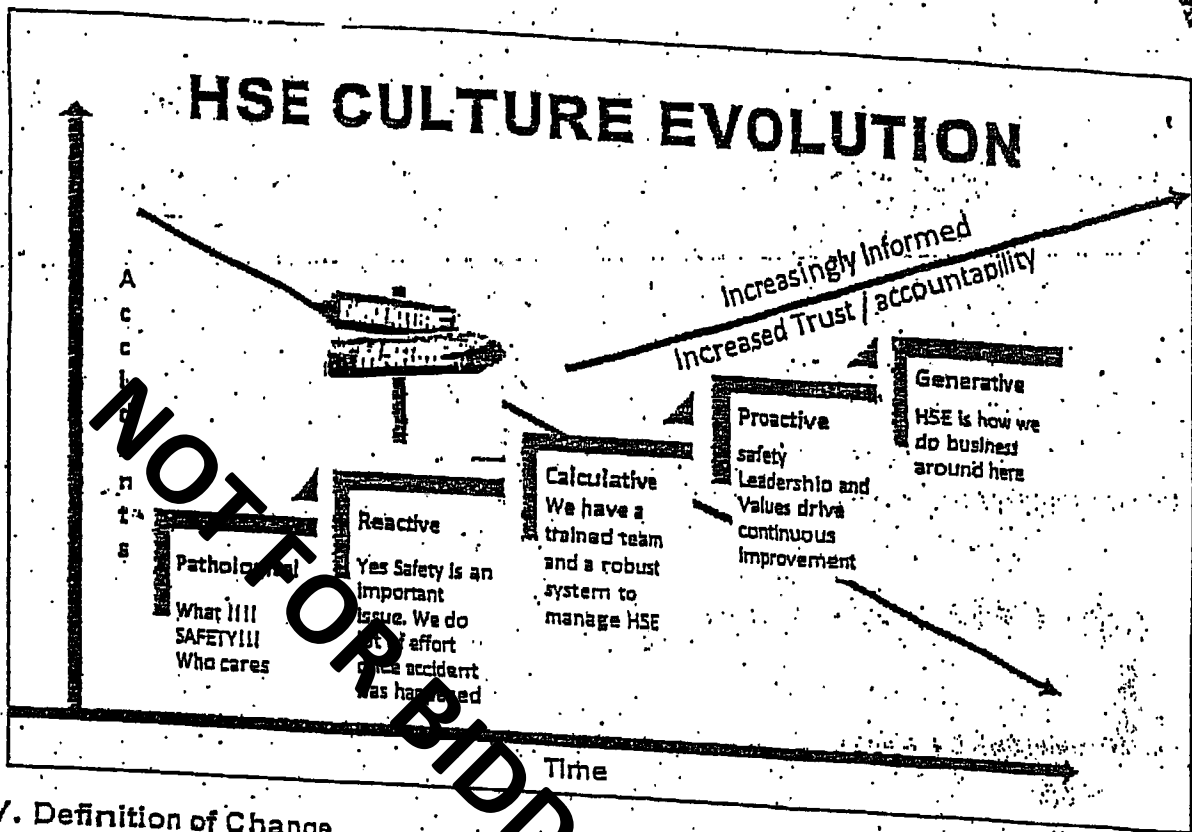 HSE CULTURE EVOLUTION
Accidents
Increasingly Informed
Increased Trust / accountability
Generative
HSE is how we
do business
around here
Proactive
safety
Leadership and
Values drive
continuous
improvement
Calculative
We have a
trained team
and a robust
system to
manage HSE
Reactive
Yes Safety is an
important
issue. We do
effort
accident
Pathological
What !!!!
SAFETY!!!
Who cares
NOT FOR BIDD
Time
. Definition of Change